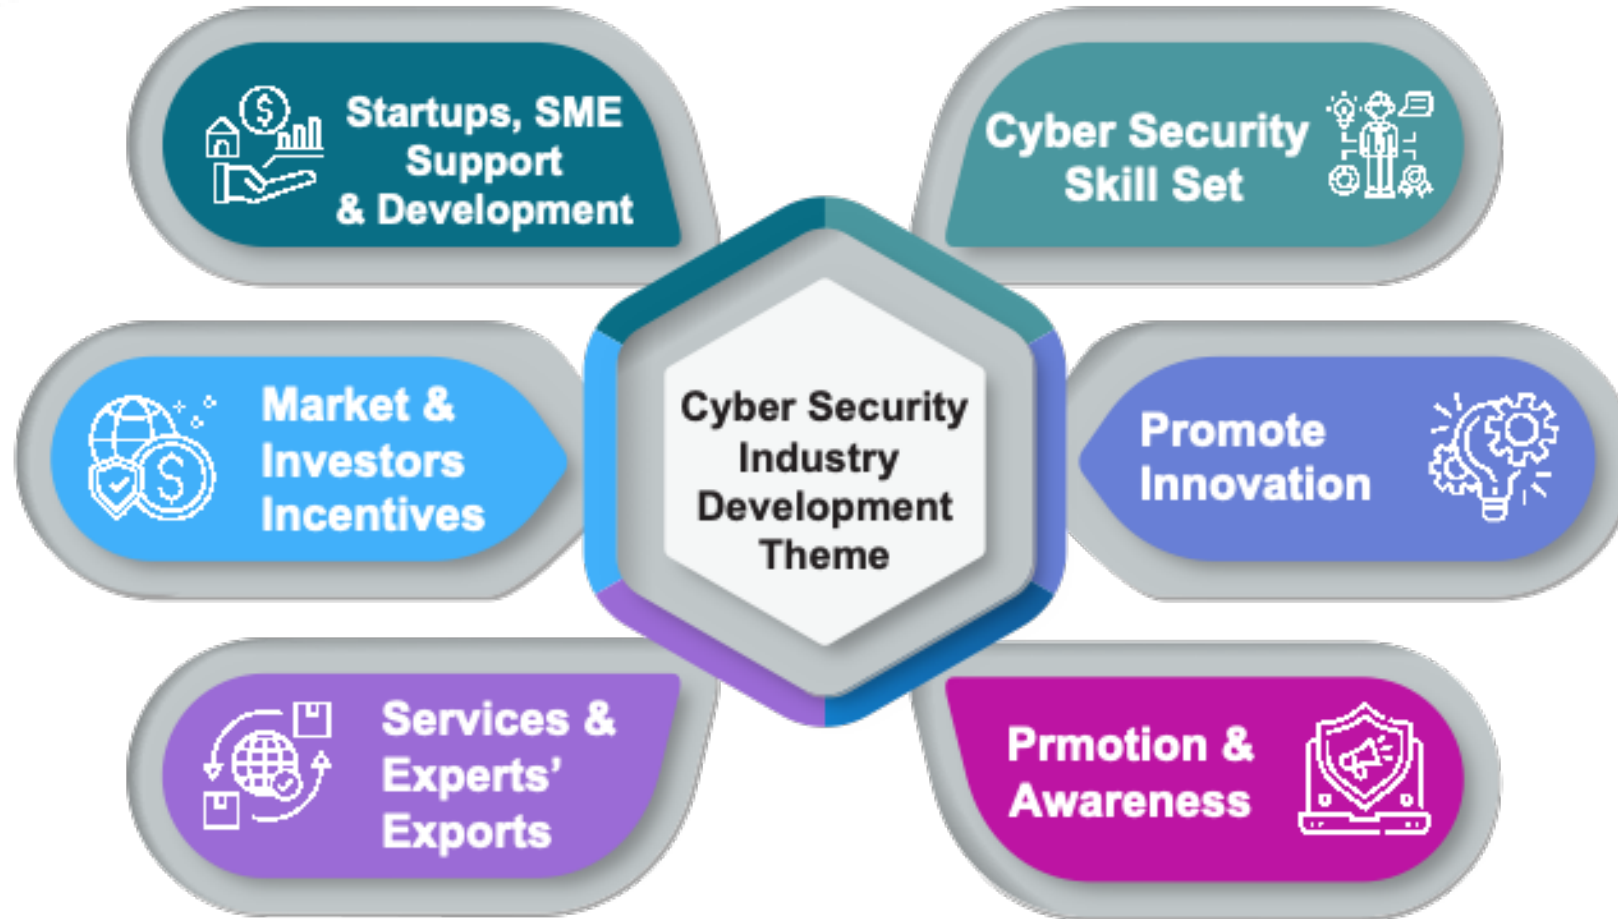 Startups, SME
Support
& Development
Cyber Security
Skill Set
Market &
Investors
Incentives
Cyber Security
Industry
Development
Theme
Promote
Innovation
Services &
Experts’
Exports
Prmotion &
Awareness